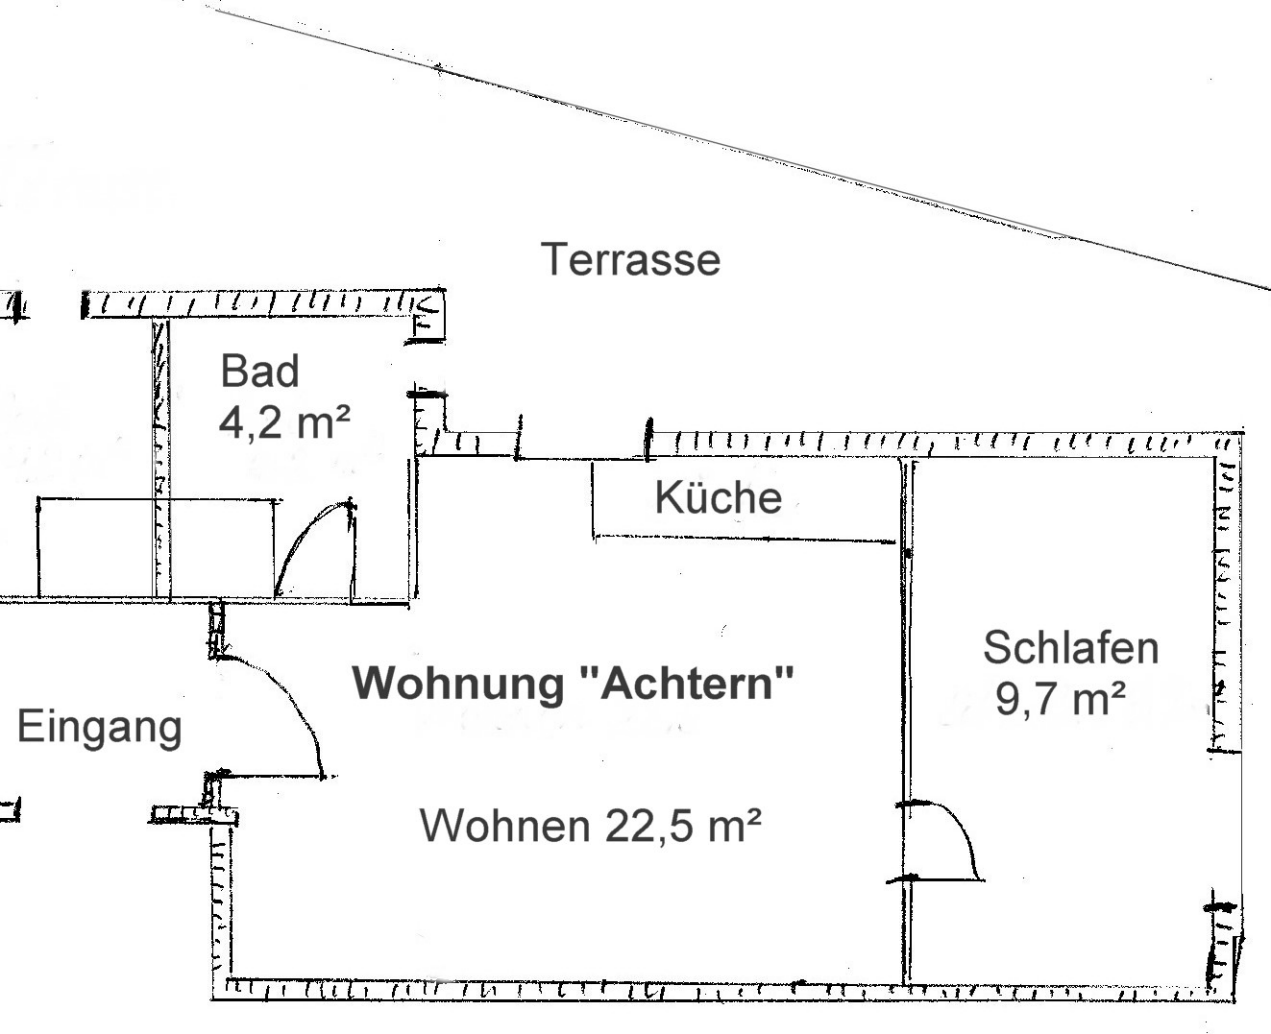 Terrasse
Bad
4,2 m²
Küche
Schlafen
9,7 m²
Wohnung "Achtern"
Eingang
Wohnen 22,5 m²